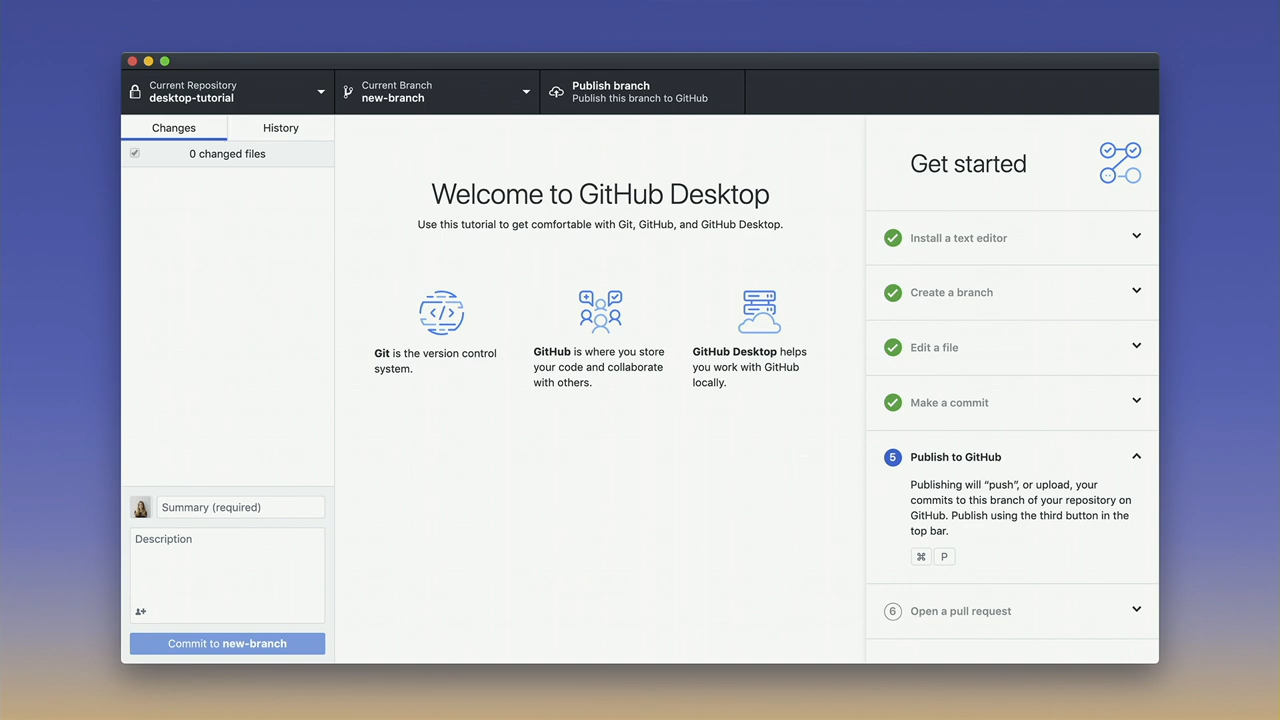 Current Repository
desktop-tutorial
Current Branch
new-branch
Publish branch
Publish this branch to GitHub
Changes
History
0 changed files
Summary (required)
Description
Commit to new-branch
Welcome to GitHub Desktop
Use this tutorial to get comfortable with Git, GitHub, and GitHub Desktop.
Git is the version control
system.
GitHub is where you store
your code and collaborate
with others.
GitHub Desktop helps
you work with GitHub
locally.
Get started
Install a text editor
Create a branch
Edit a file
Make a commit
5 Publish to GitHub
Publishing will “push”, or upload, your
commits to this branch of your repository on
GitHub. Publish using the third button in the
top bar.
⌘ P
6 Open a pull request